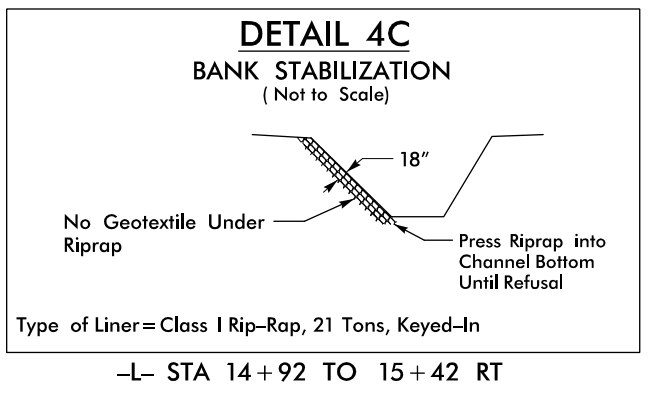 DETAIL 4C
BANK STABILIZATION
( Not to Scale)
18"
No Geotextile Under
Riprap
Press Riprap into
Channel Bottom
Until Refusal
Type of Liner = Class I Rip-Rap, 21 Tons, Keyed-In
-L- STA 14+92 TO 15+42 RT